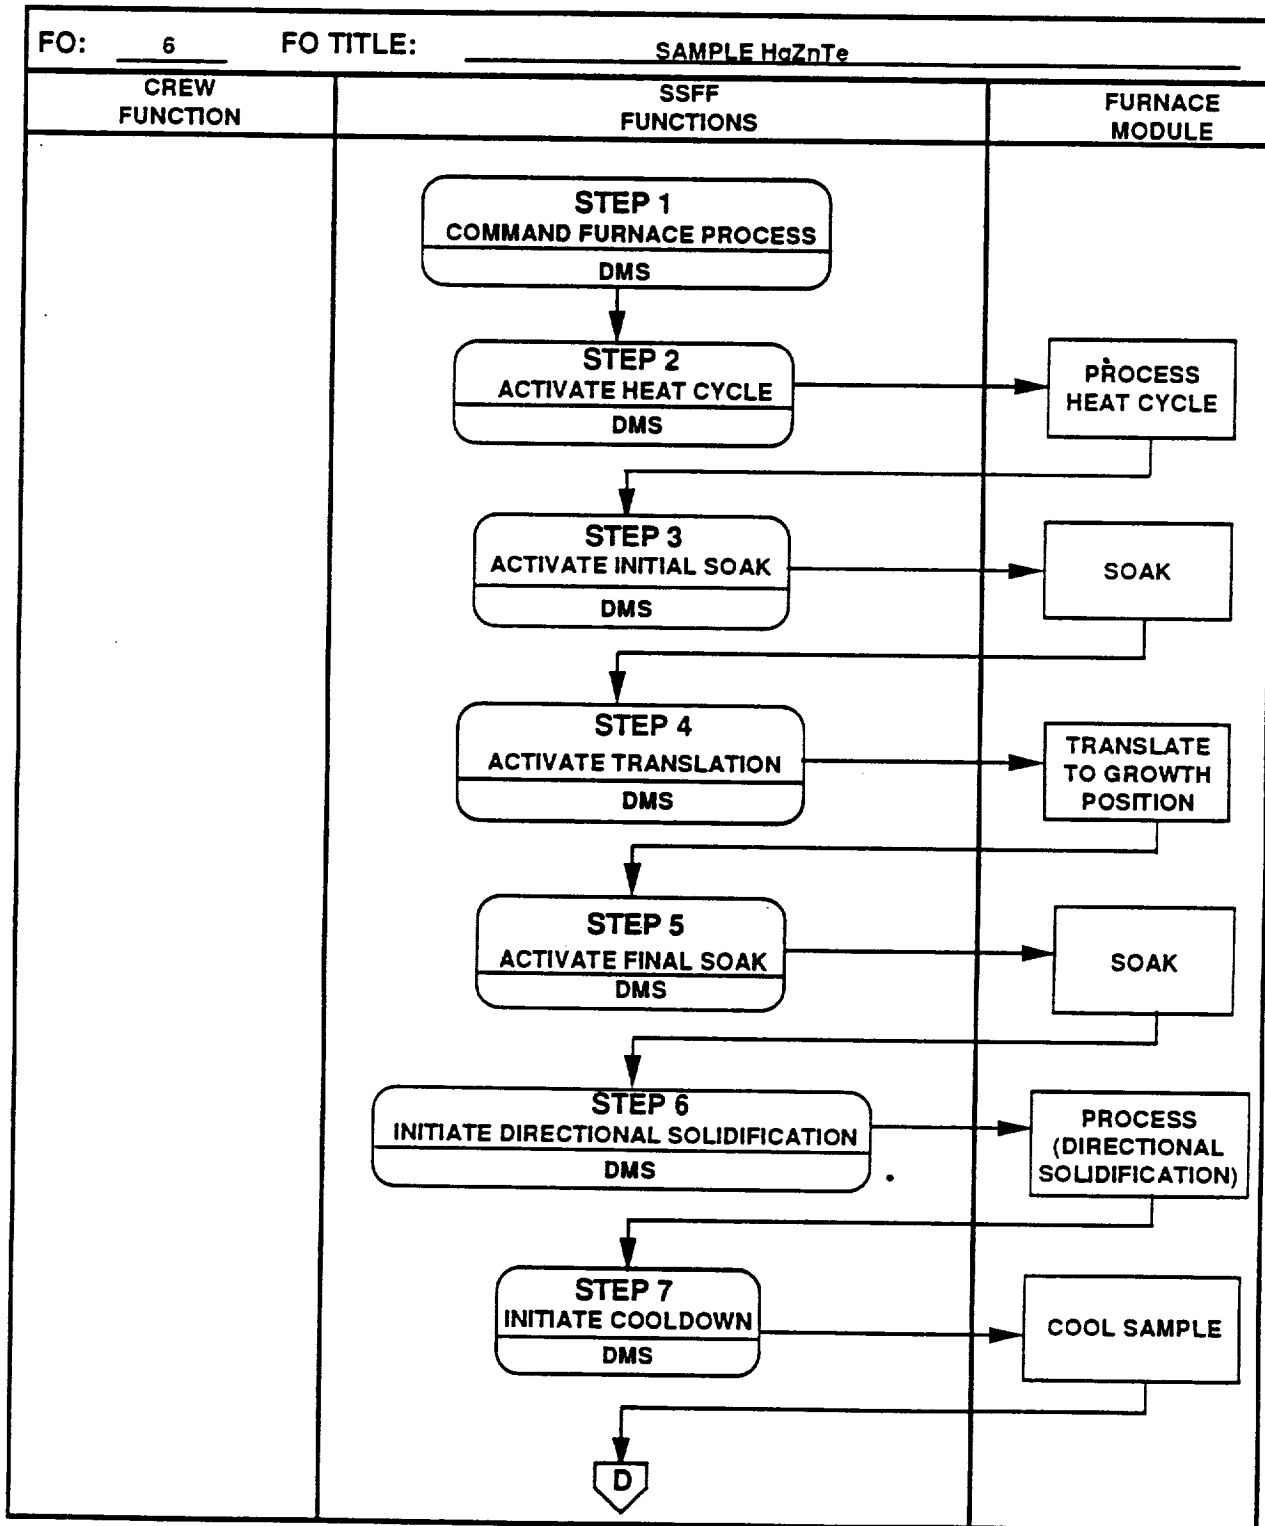 FO: 6 FO TITLE: SAMPLE HgZnTe
CREW
FUNCTION
SSFF
FUNCTIONS
FURNACE
MODULE
STEP 1
COMMAND FURNACE PROCESS
DMS
STEP 2
ACTIVATE HEAT CYCLE
DMS
PROCESS
HEAT CYCLE
STEP 3
ACTIVATE INITIAL SOAK
DMS
SOAK
STEP 4
ACTIVATE TRANSLATION
DMS
TRANSLATE
TO GROWTH
POSITION
STEP 5
ACTIVATE FINAL SOAK
DMS
SOAK
STEP 6
INITIATE DIRECTIONAL SOLIDIFICATION
DMS
PROCESS
(DIRECTIONAL
SOLIDIFICATION)
STEP 7
INITIATE COOLDOWN
DMS
COOL SAMPLE
D